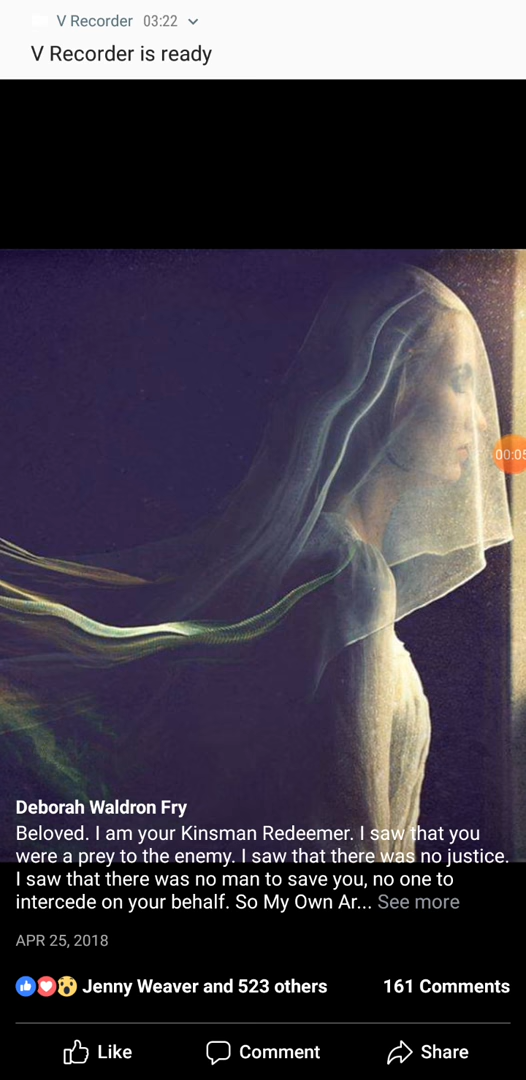 V Recorder 03:22
V Recorder is ready
00:05
Deborah Waldron Fry
Beloved. I am your Kinsman Redeemer. I saw that you
were a prey to the enemy. I saw that there was no justice.
I saw that there was no man to save you, no one to
intercede on your behalf. So My Own Ar... See more
APR 25, 2018
Jenny Weaver and 523 others 161 Comments
Like Comment Share